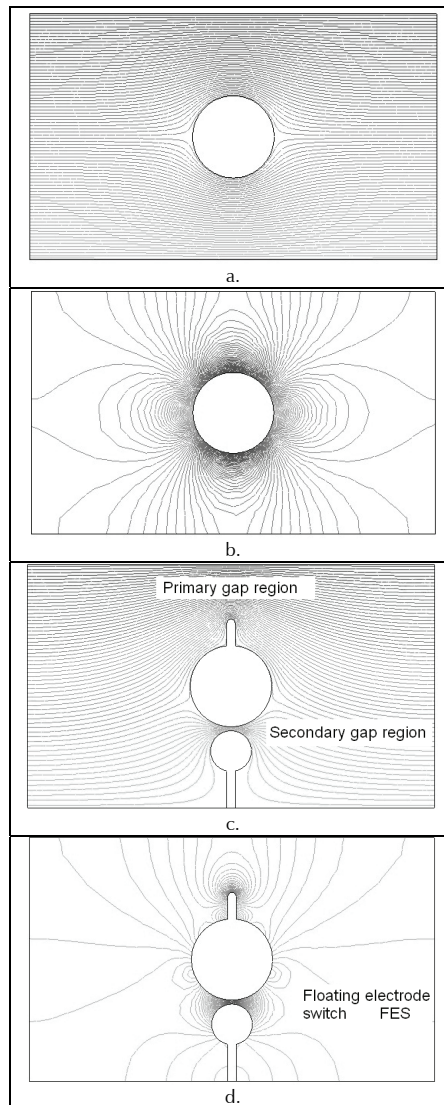 a.
b.
Primary gap region
Secondary gap region
c.
Floating electrode
switch FES
d.